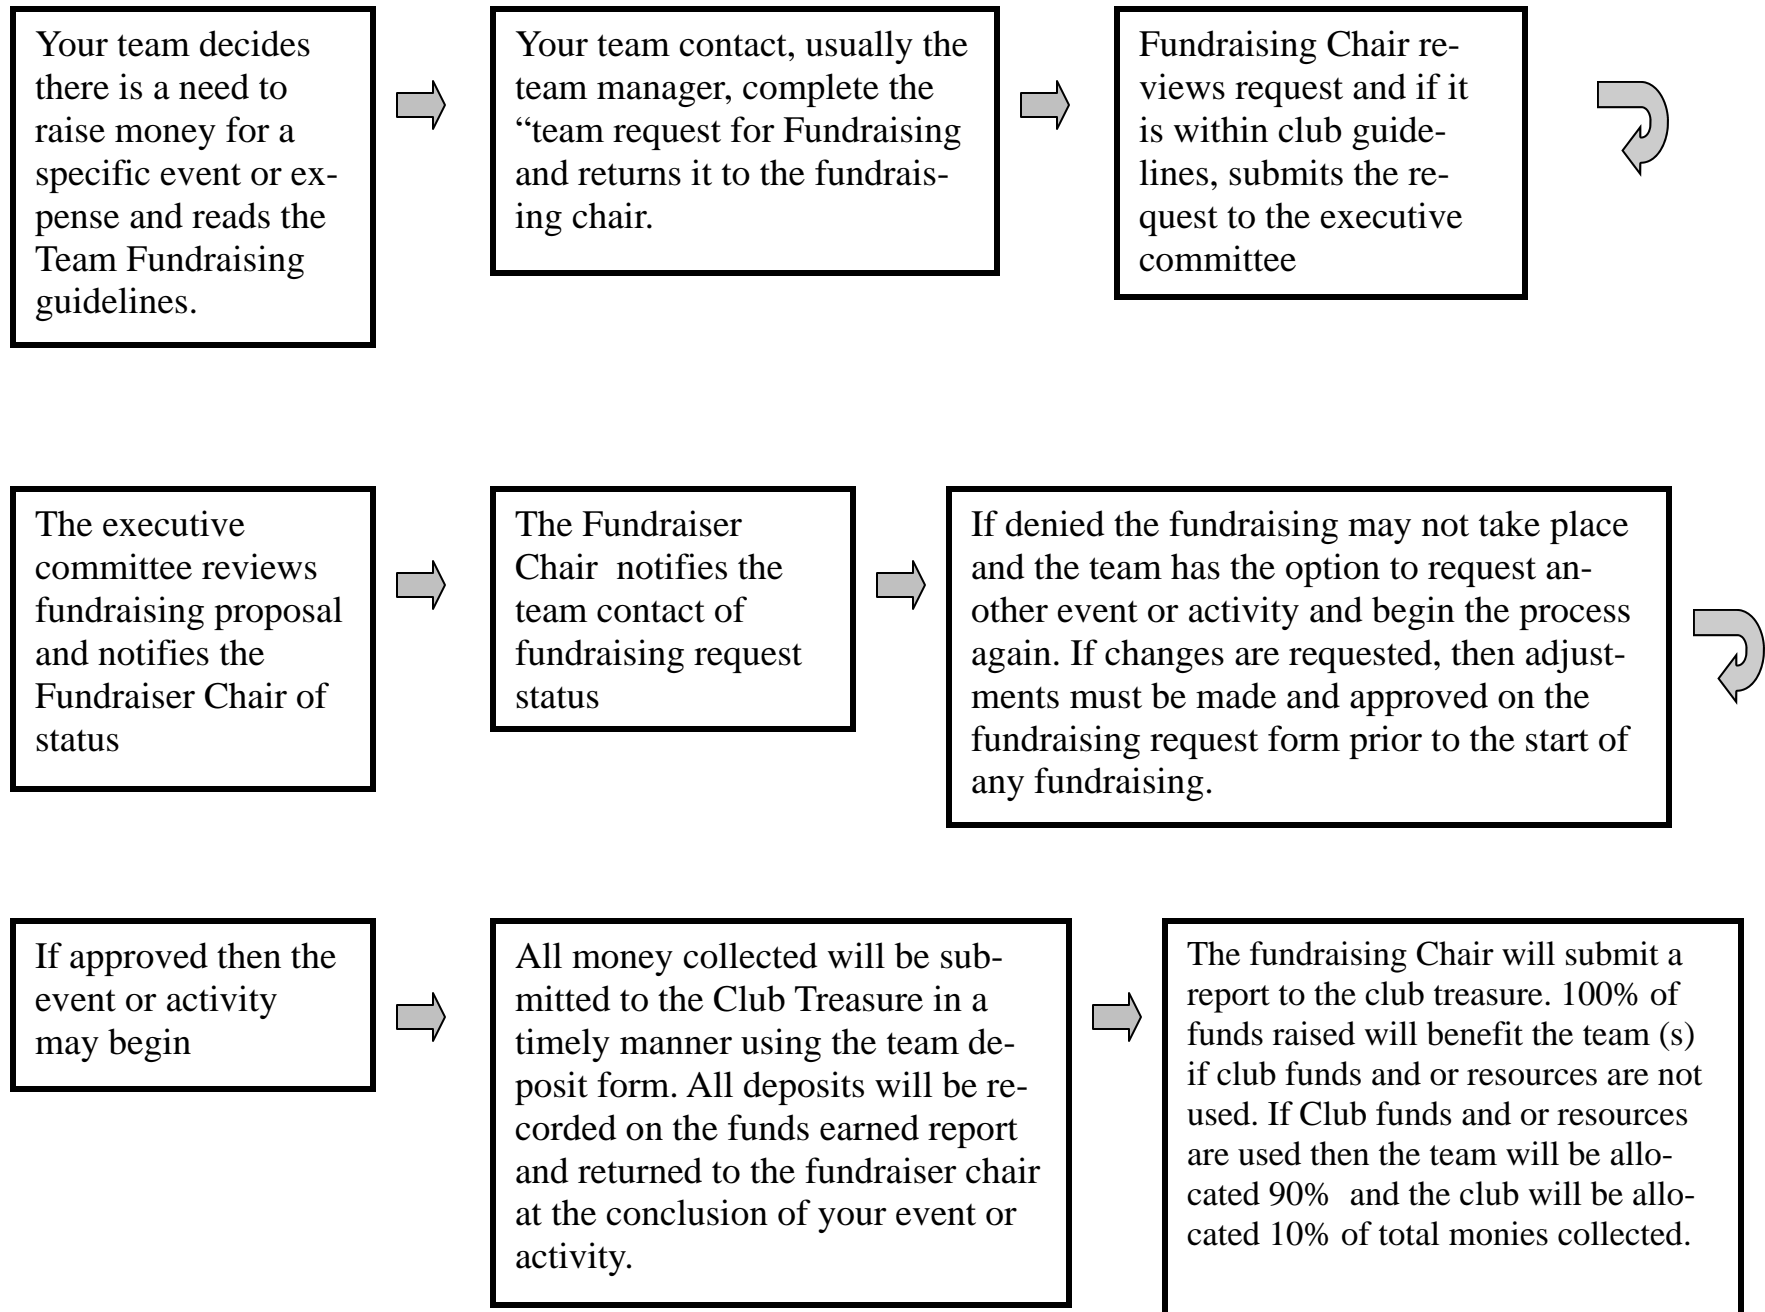 Your team decides
there is a need to
raise money for a
specific event or ex-
pense and reads the
Team Fundraising
guidelines.
Your team contact, usually the
team manager, complete the
“team request for Fundraising
and returns it to the fundrais-
ing chair.
Fundraising Chair re-
views request and if it
is within club guide-
lines, submits the re-
quest to the executive
committee
The executive
committee reviews
fundraising proposal
and notifies the
Fundraiser Chair of
status
The Fundraiser
Chair  notifies the
team contact of
fundraising request
status
If denied the fundraising may not take place
and the team has the option to request an-
other event or activity and begin the process
again. If changes are requested, then adjust-
ments must be made and approved on the
fundraising request form prior to the start of
any fundraising.
If approved then the
event or activity
may begin
All money collected will be sub-
mitted to the Club Treasure in a
timely manner using the team de-
posit form. All deposits will be re-
corded on the funds earned report
and returned to the fundraiser chair
at the conclusion of your event or
activity.
The fundraising Chair will submit a
report to the club treasure. 100% of
funds raised will benefit the team (s)
if club funds and or resources are not
used. If Club funds and or resources
are used then the team will be allo-
cated 90%  and the club will be allo-
cated 10% of total monies collected.